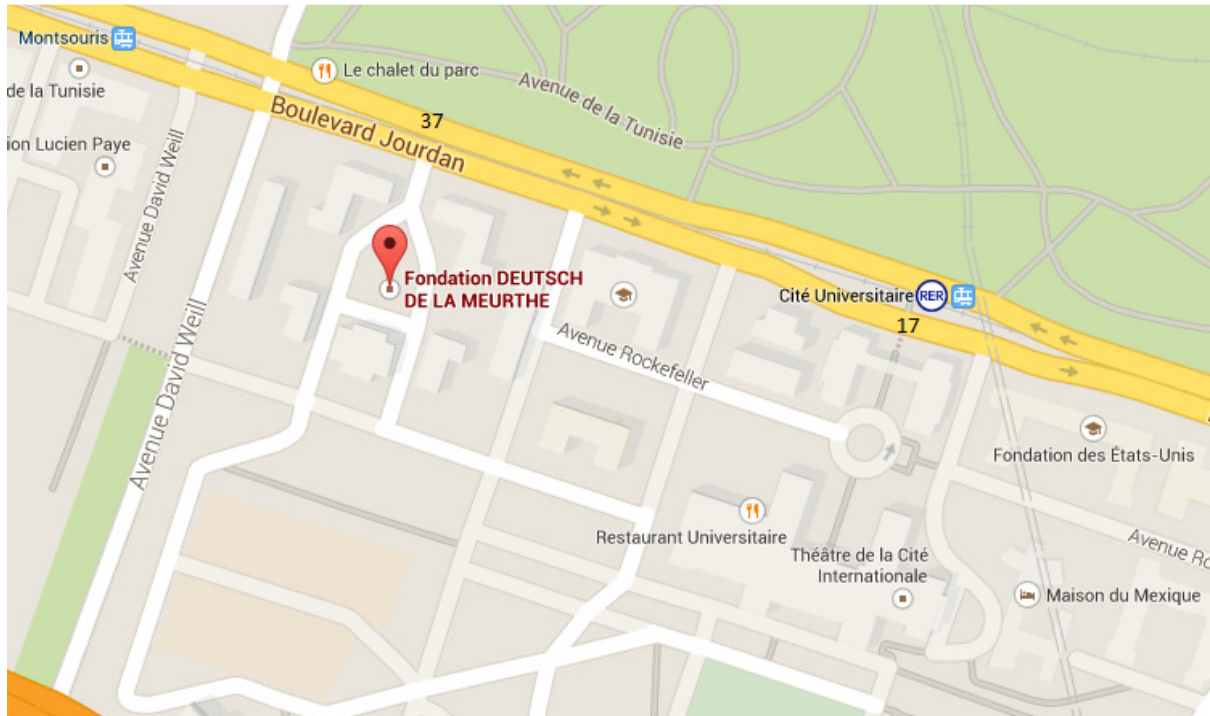 Montsouris
de la Tunisie
ion Lucien Paye
Avenue David Weill
Avenue David Weill
Le chalet du parc
Boulevard Jourdan
37
Avenue de la Tunisie
Fondation DEUTSCH
DE LA MEURTHE
Avenue Rockefeller
Cité Universitaire RER
17
Fondation des États-Unis
Restaurant Universitaire
Théâtre de la Cité
Internationale
Avenue Ro
Maison du Mexique